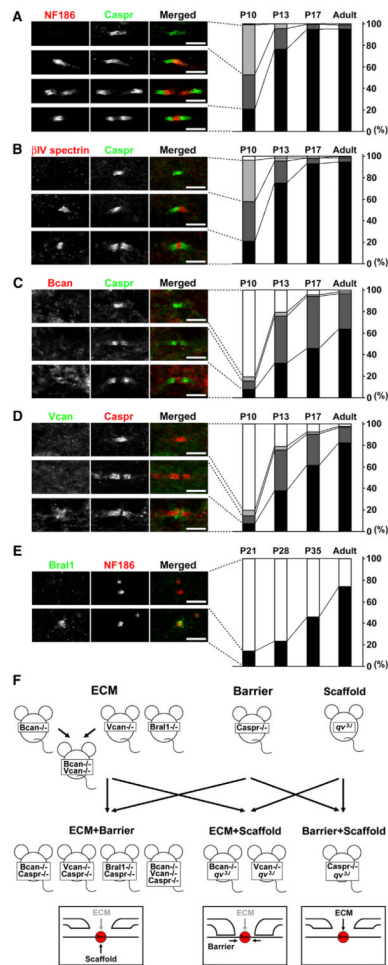 A NF186 Caspr Merged P10 P13 P17 Adult
100
80
60
40
20
0 (%)
B βIV spectrin Caspr Merged P10 P13 P17 Adult
100
80
60
40
20
0 (%)
C Bcan Caspr Merged P10 P13 P17 Adult
100
80
60
40
20
0 (%)
D Vcan Caspr Merged P10 P13 P17 Adult
100
80
60
40
20
0 (%)
E Bral1 NF186 Merged P21 P28 P35 Adult
100
80
60
40
20
0 (%)
F
ECM Barrier Scaffold
Bcan-/- Vcan-/- Bral1-/- Caspr-/- qv3J
Bcan-/-
Vcan-/-
ECM+Barrier ECM+Scaffold Barrier+Scaffold
Bcan-/-
Caspr-/-
Vcan-/-
Caspr-/-
Bral1-/-
Caspr-/-
Bcan-/-
Vcan-/-
Caspr-/-
Bcan-/-
qv3J
Vcan-/-
qv3J
Caspr-/-
qv3J
ECM
Scaffold
ECM
Barrier
ECM